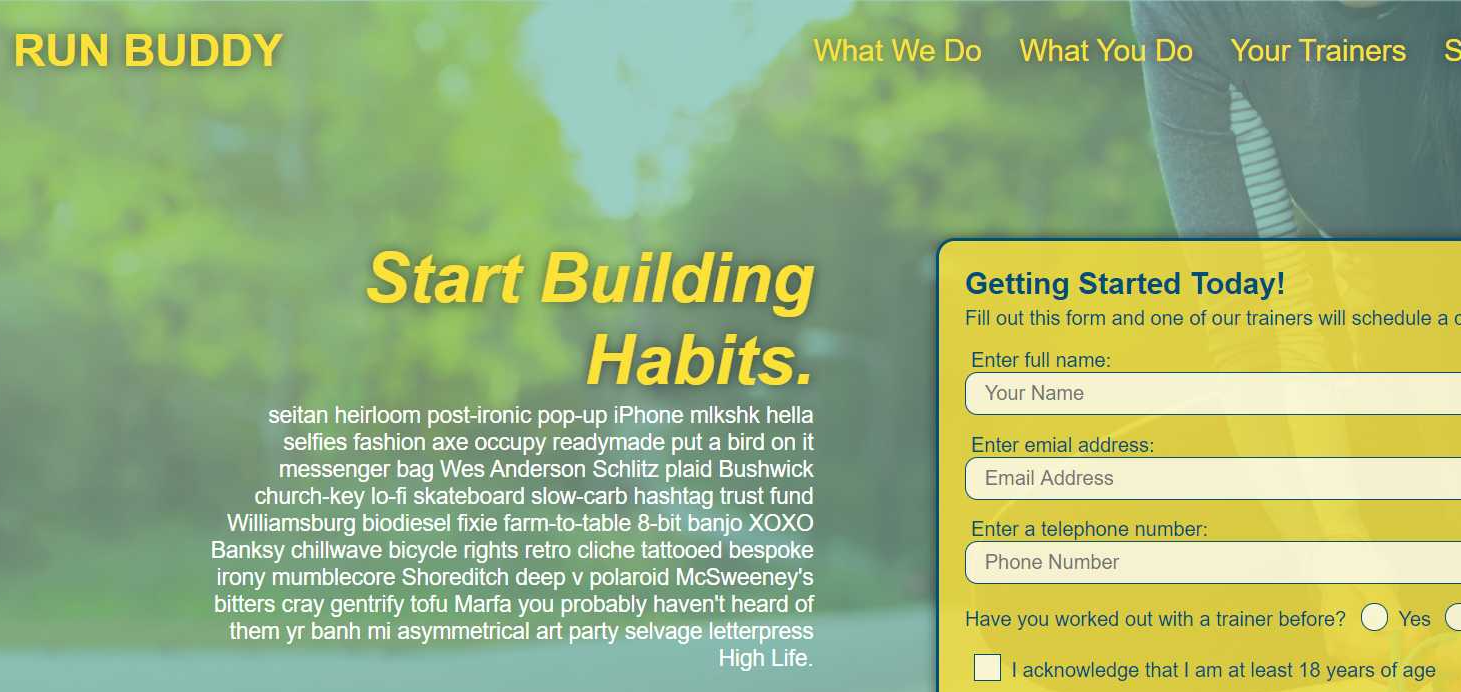 RUN BUDDY
What We Do What You Do Your Trainers
Start Building
Habits.
seitan heirloom post-ironic pop-up iPhone mlkshk hella
selfies fashion axe occupy readymade put a bird on it
messenger bag Wes Anderson Schlitz plaid Bushwick
church-key lo-fi skateboard slow-carb hashtag trust fund
Williamsburg biodiesel fixie farm-to-table 8-bit banjo XOXO
Banksy chillwave bicycle rights retro cliche tattooed bespoke
irony mumblecore Shoreditch deep v polaroid McSweeney's
bitters cray gentrify tofu Marfa you probably haven't heard of
them yr banh mi asymmetrical art party selvage letterpress
High Life.
Getting Started Today!
Fill out this form and one of our trainers will schedule a
Enter full name:
Your Name
Enter emial address:
Email Address
Enter a telephone number:
Phone Number
Have you worked out with a trainer before? Yes
I acknowledge that I am at least 18 years of age